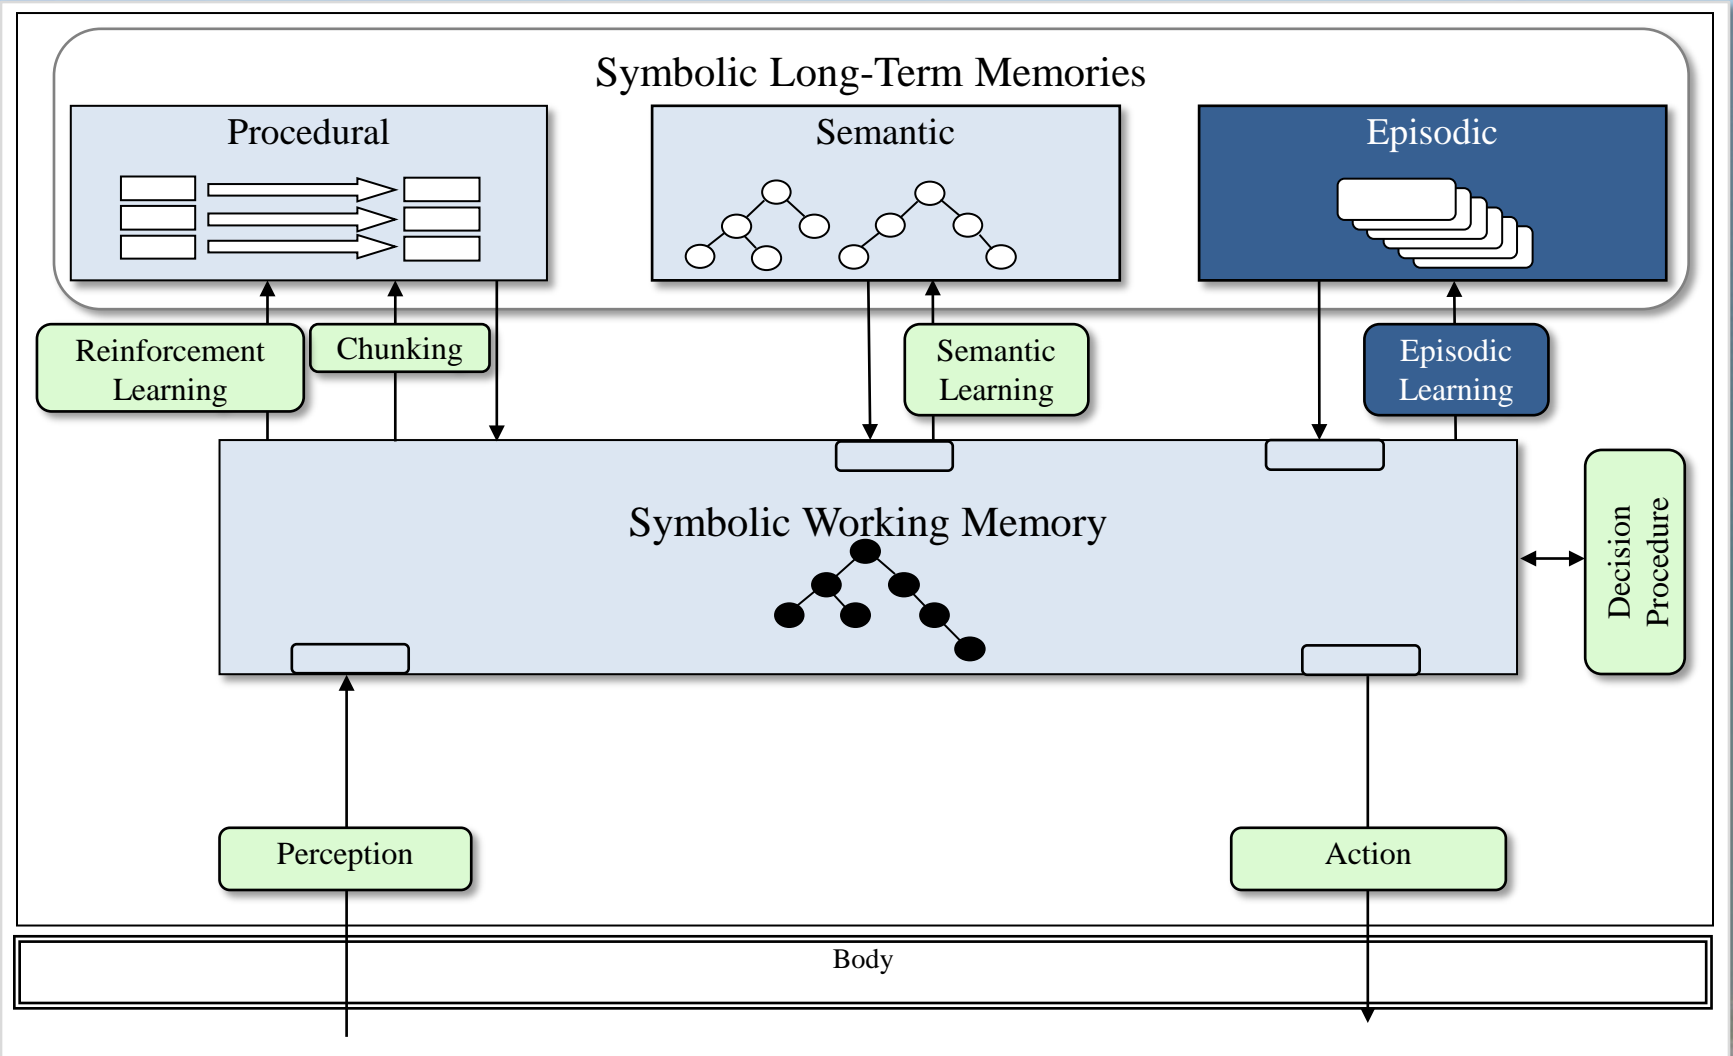 Symbolic Long-Term Memories
Procedural
Semantic
Episodic
Reinforcement
Learning
Chunking
Semantic
Learning
Episodic
Learning
Symbolic Working Memory
Decision
Procedure
Perception
Action
Body